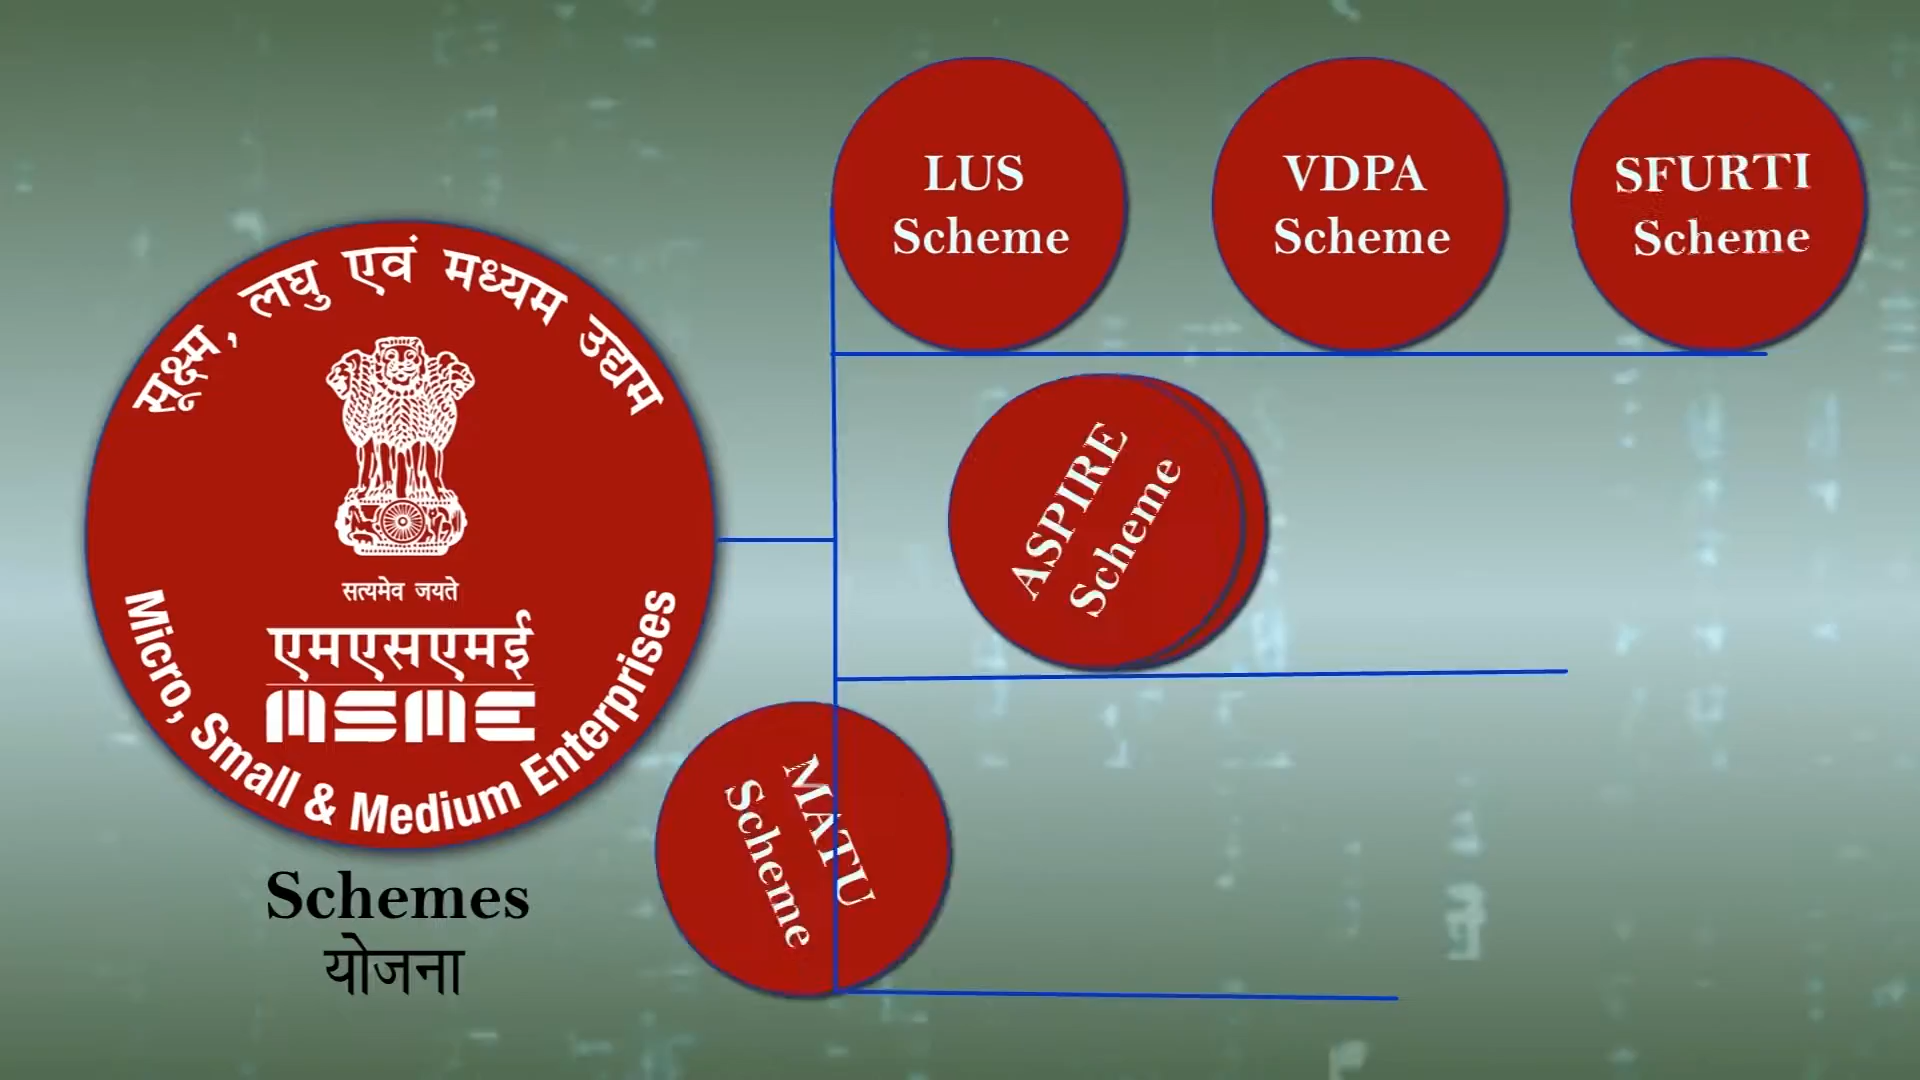 सूक्ष्म, लघु एवं मध्यम उद्यम
सत्यमेव जयते
एमएसएमई
MSME
Micro, Small & Medium Enterprises
Schemes
योजना
LUS
Scheme
VDPA
Scheme
SFURTI
Scheme
ASPIRE
Scheme
MATU
Scheme